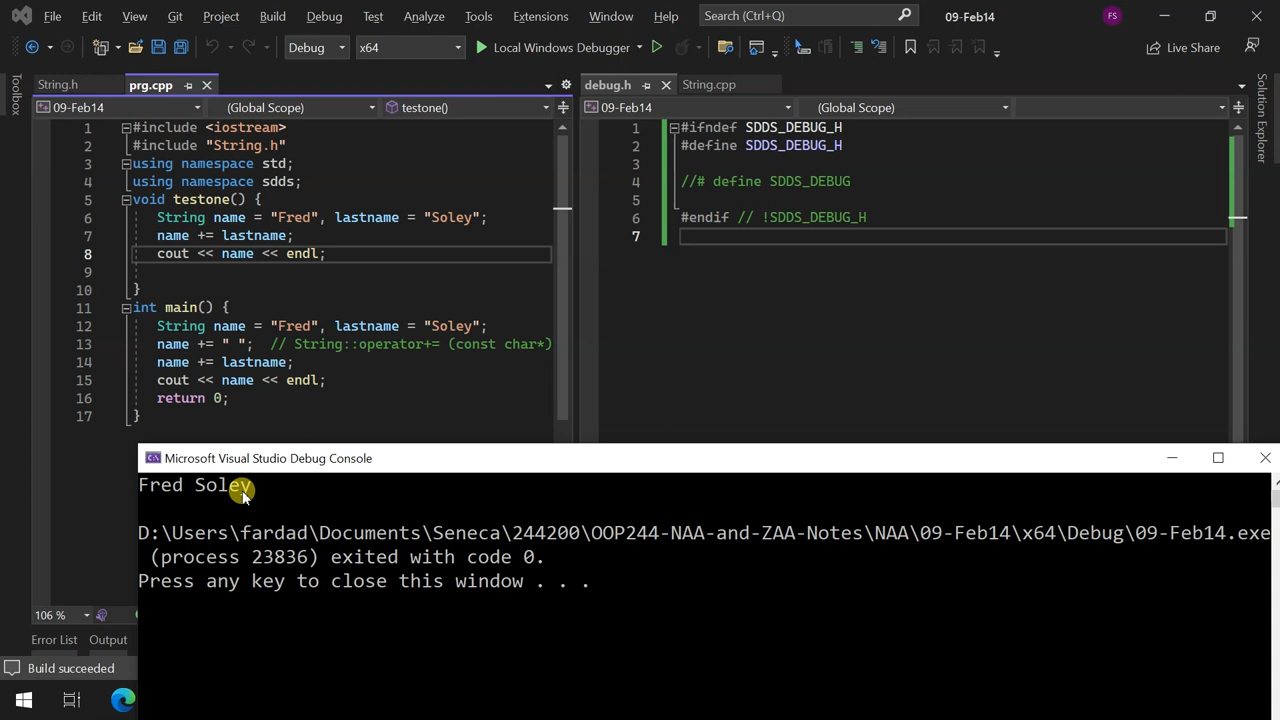 File Edit View Git Project Build Debug Test Analyze Tools Extensions Window Help Search (Ctrl+Q) 09-Feb14 FS
Debug x64 Local Windows Debugger Live Share
Toolbox
String.h prg.cpp
09-Feb14 (Global Scope) testone()
1 #include <iostream>
2 #include "String.h"
3 using namespace std;
4 using namespace sdds;
5 void testone() {
6 String name = "Fred", lastname = "Soley";
7 name += lastname;
8 cout << name << endl;
9
10 }
11 int main() {
12 String name = "Fred", lastname = "Soley";
13 name += " "; // String::operator+= (const char*)
14 name += lastname;
15 cout << name << endl;
16 return 0;
17 }
debug.h String.cpp
09-Feb14 (Global Scope)
1 #ifndef SDDS_DEBUG_H
2 #define SDDS_DEBUG_H
3
4 //# define SDDS_DEBUG
5
6 #endif // !SDDS_DEBUG_H
7
Solution Explorer
106 %
Error List Output
Build succeeded
Microsoft Visual Studio Debug Console
Fred Soley
D:\Users\fardad\Documents\Seneca\244200\OOP244-NAA-and-ZAA-Notes\NAA\09-Feb14\x64\Debug\09-Feb14.exe
(process 23836) exited with code 0.
Press any key to close this window . . .